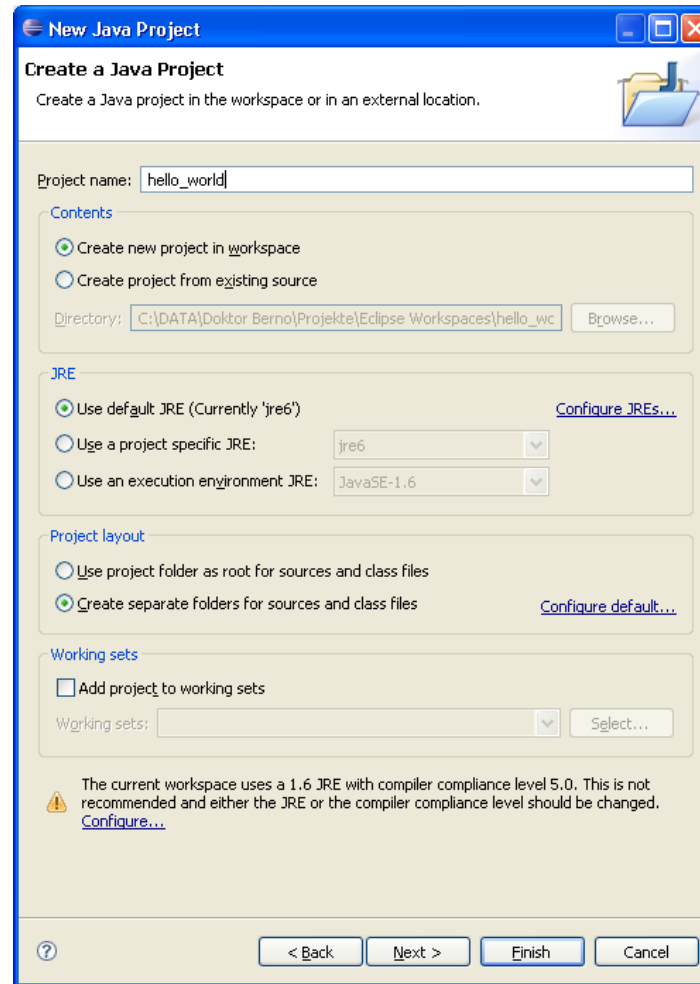 New Java Project
Create a Java Project
Create a Java project in the workspace or in an external location.
Project name: hello_world
Contents
Create new project in workspace
Create project from existing source
Directory: C:\DATA\Doktor Berno\Projekte\Eclipse Workspaces\hello_wc Browse...
JRE
Use default JRE (Currently 'jre6') Configure JREs...
Use a project specific JRE: jre6
Use an execution environment JRE: JavaSE-1.6
Project layout
Use project folder as root for sources and class files
Create separate folders for sources and class files Configure default...
Working sets
Add project to working sets
Working sets: Select...
The current workspace uses a 1.6 JRE with compiler compliance level 5.0. This is not
recommended and either the JRE or the compiler compliance level should be changed.
Configure...
? < Back Next > Finish Cancel